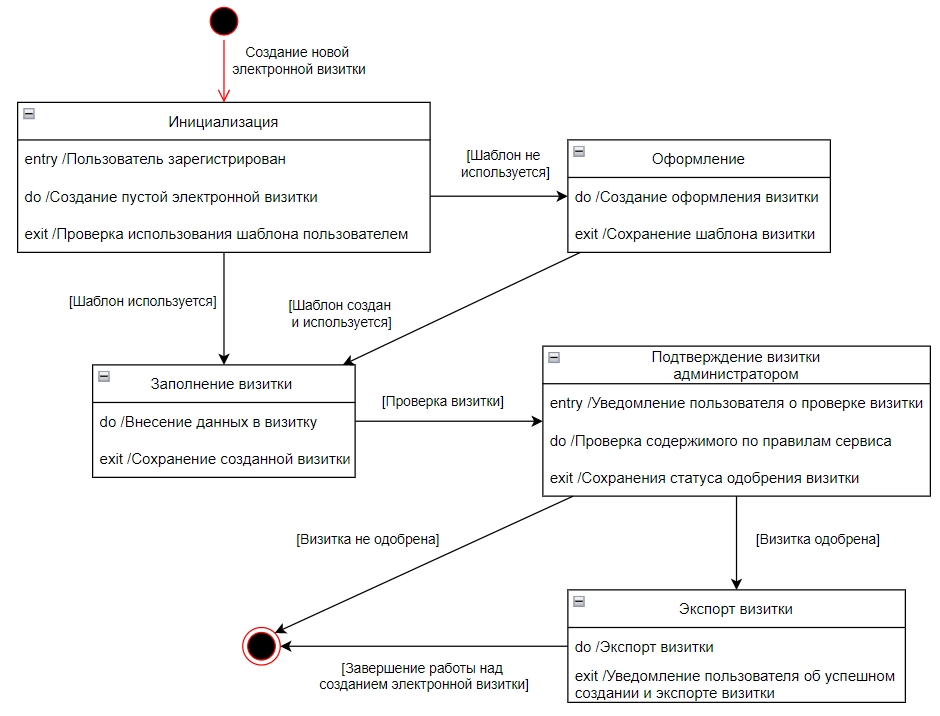 Создание новой
электронной визитки
Инициализация
entry /Пользователь зарегистрирован
do /Создание пустой электронной визитки
exit /Проверка использования шаблона пользователем
[Шаблон не
используется]
Оформление
do /Создание оформления визитки
exit /Сохранение шаблона визитки
[Шаблон используется]
[Шаблон создан
и используется]
Заполнение визитки
do /Внесение данных в визитку
exit /Сохранение созданной визитки
[Проверка визитки]
Подтверждение визитки
администратором
entry /Уведомление пользователя о проверке визитки
do /Проверка содержимого по правилам сервиса
exit /Сохранения статуса одобрения визитки
[Визитка не одобрена]
[Визитка одобрена]
Экспорт визитки
do /Экспорт визитки
exit /Уведомление пользователя об успешном
создании и экспорте визитки
[Завершение работы над
созданием электронной визитки]